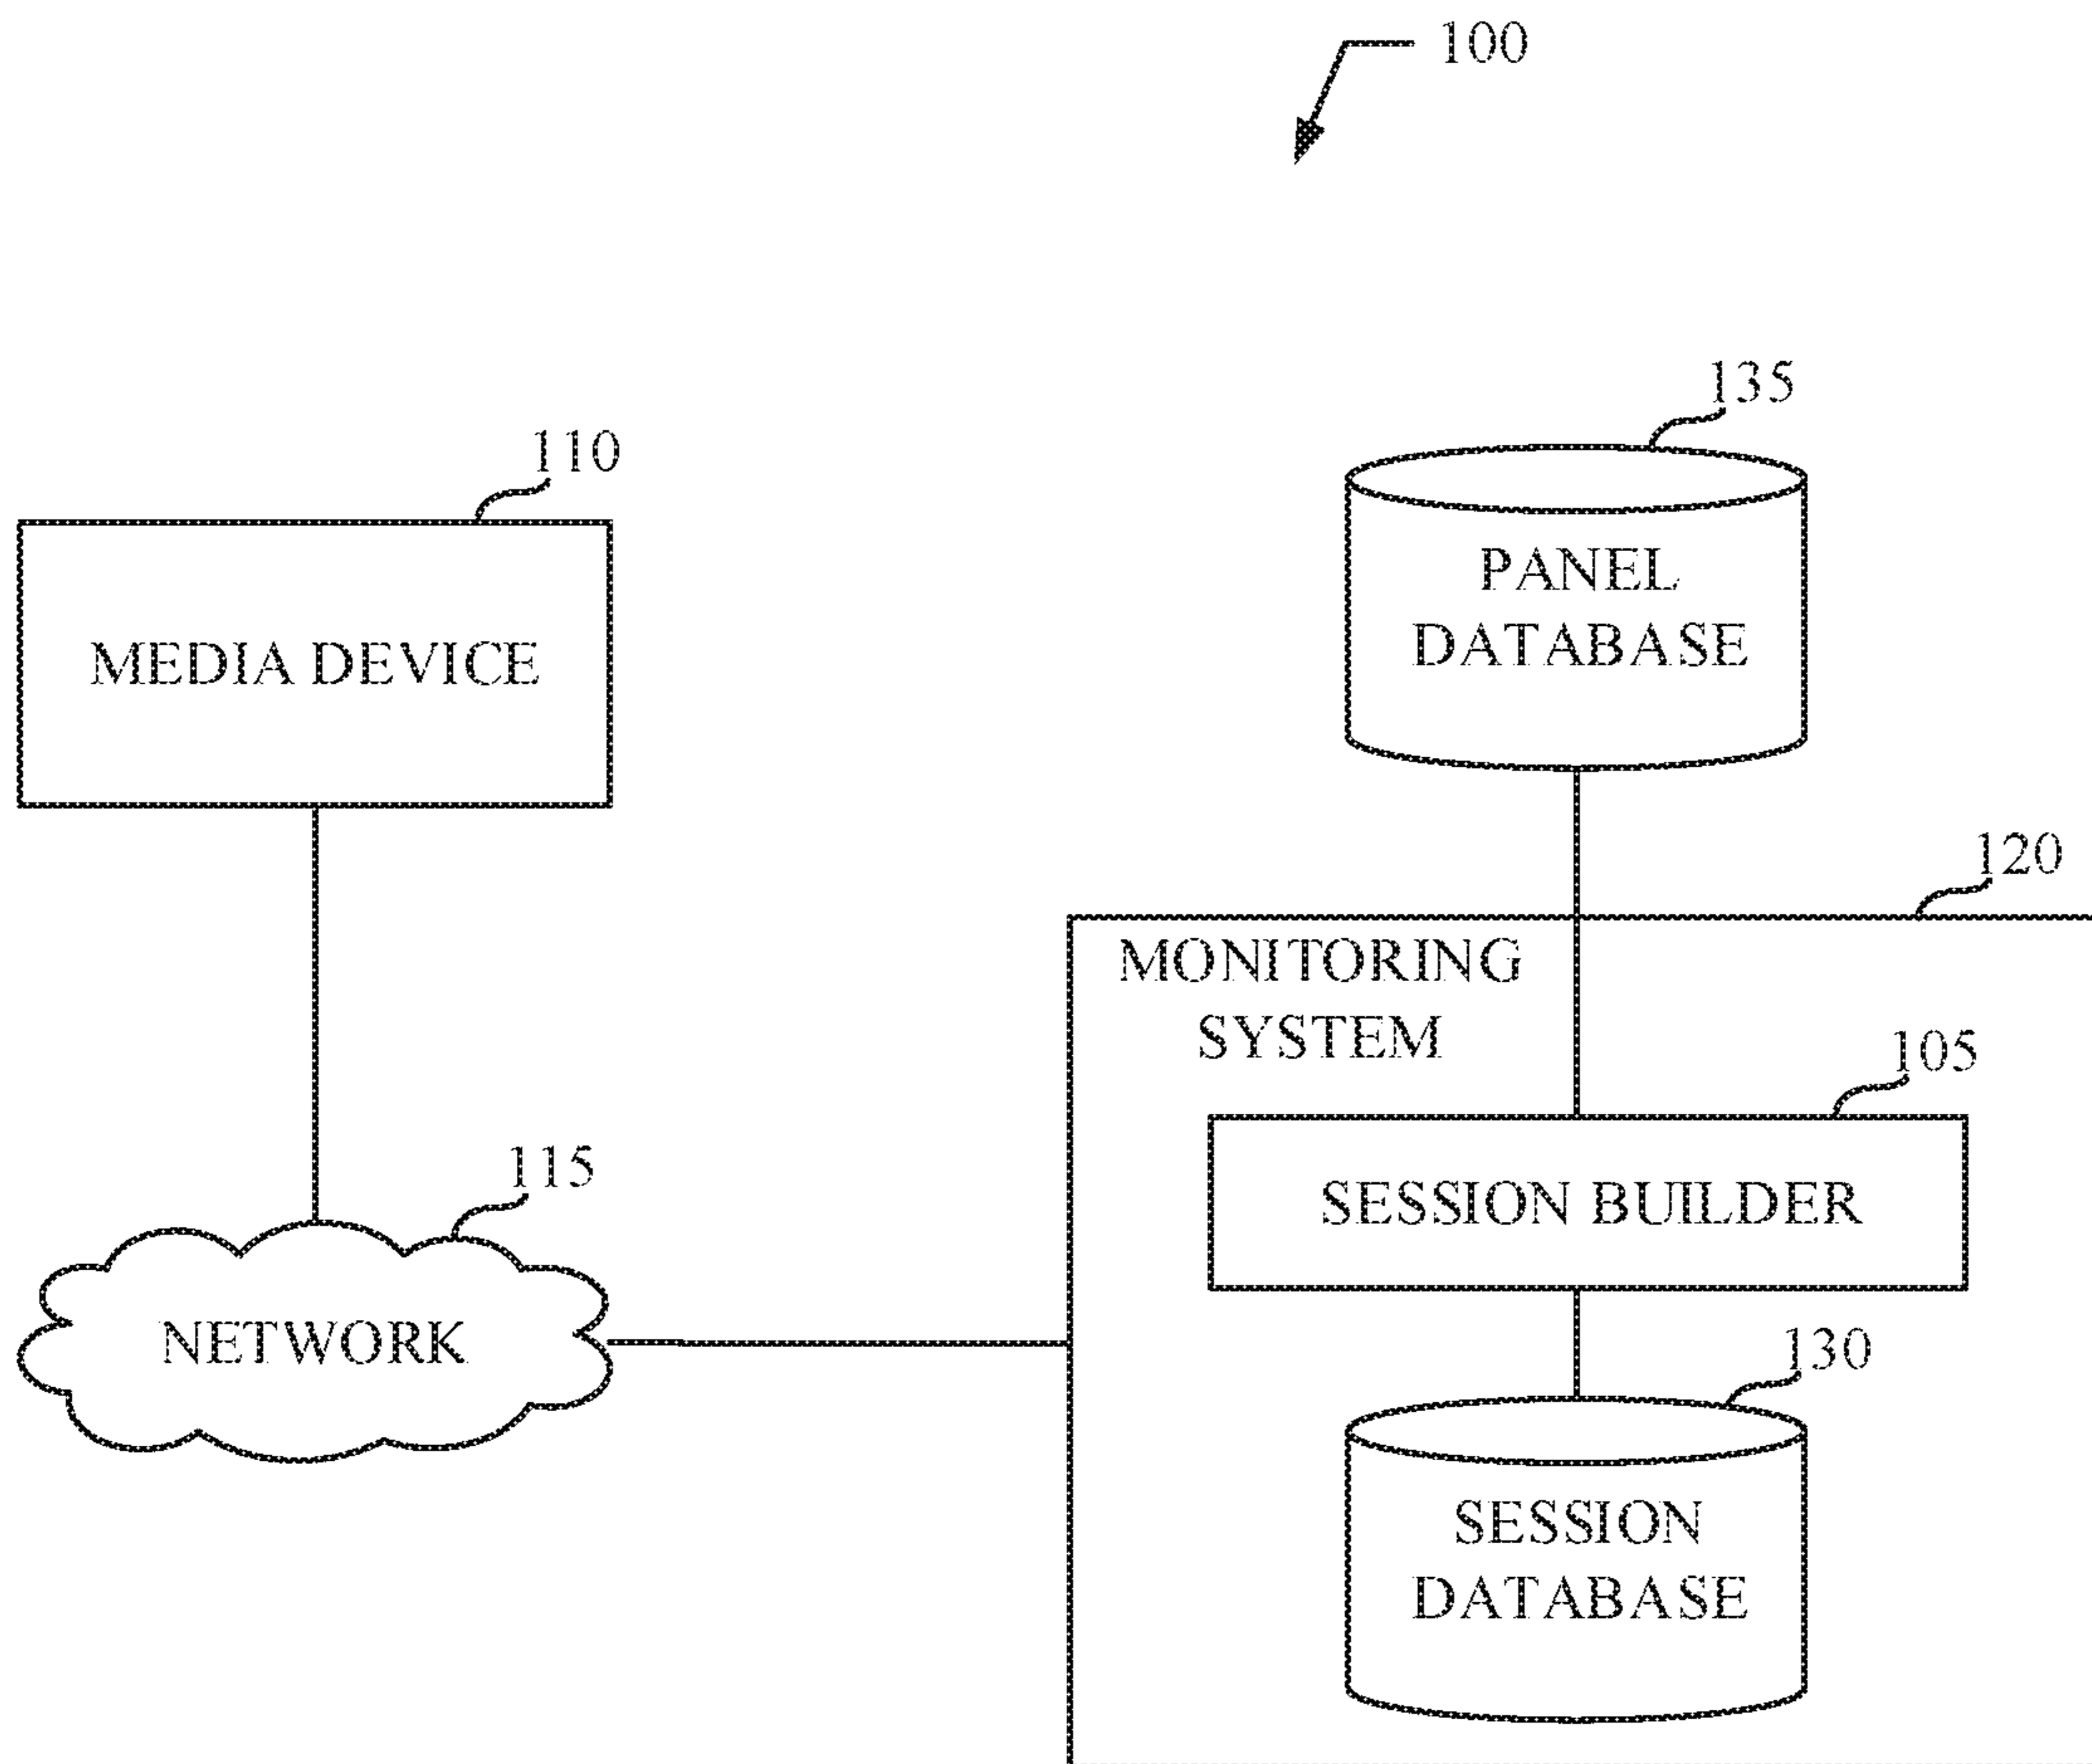 100
135
110
PANEL
DATABASE
MEDIA DEVICE
120
MONITORING
SYSTEM
105
115
SESSION BUILDER
NETWORK
130
SESSION
DATABASE